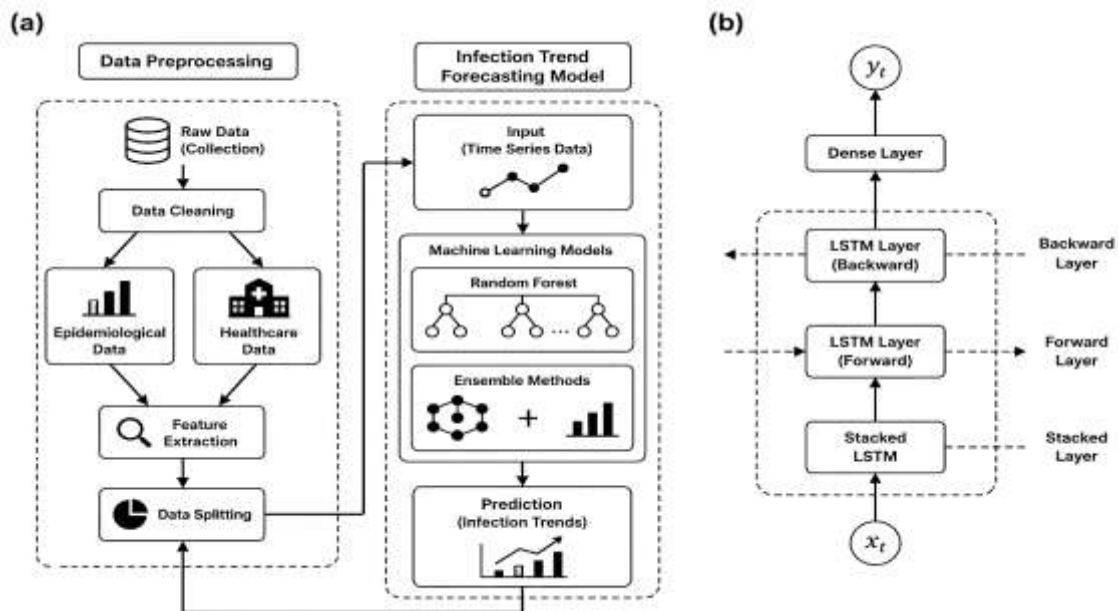 (a)
Data Preprocessing
Raw Data
(Collection)
Data Cleaning
Epidemiological
Data
Healthcare
Data
Feature
Extraction
Data Splitting
Infection Trend
Forecasting Model
Input
(Time Series Data)
Machine Learning Models
Random Forest
...
Ensemble Methods
+
Prediction
(Infection Trends)
(b)
yt
Dense Layer
LSTM Layer
(Backward)
Backward
Layer
LSTM Layer
(Forward)
Forward
Layer
Stacked
LSTM
Stacked
Layer
xt